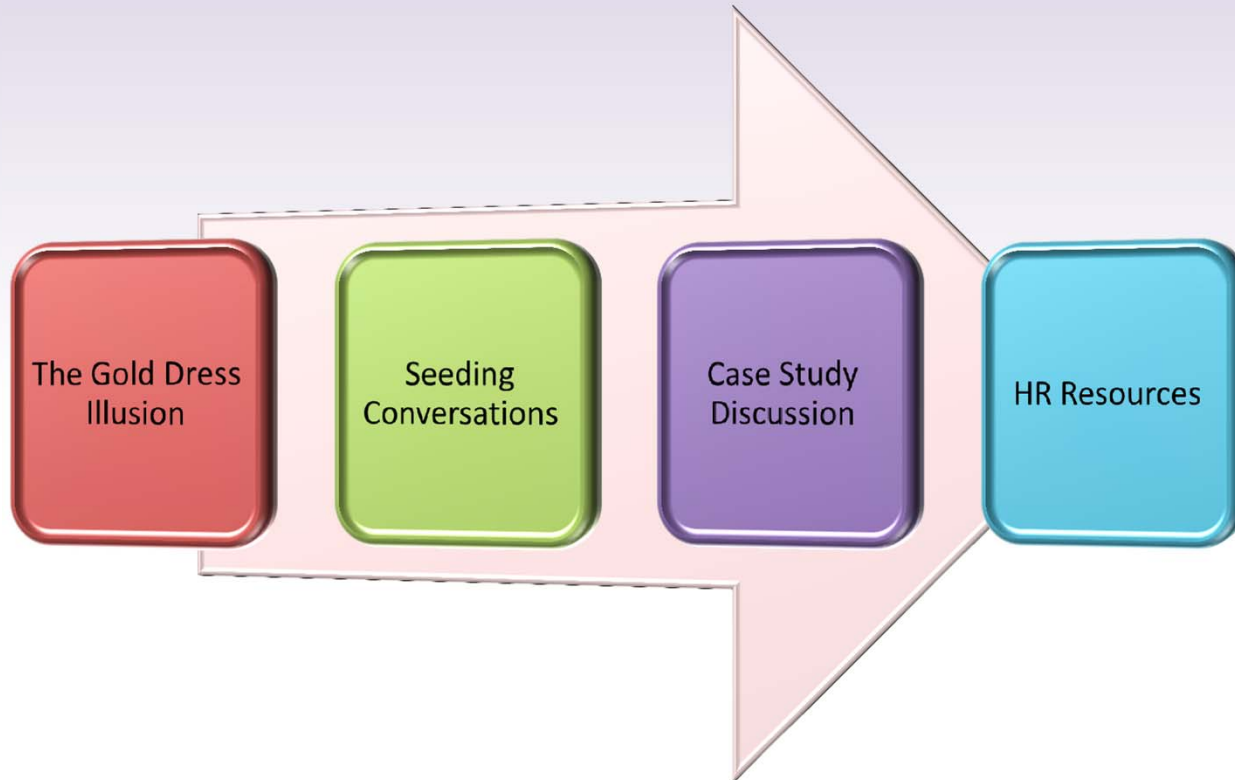 The Gold Dress
Illusion
Seeding
Conversations
Case Study
Discussion
HR Resources